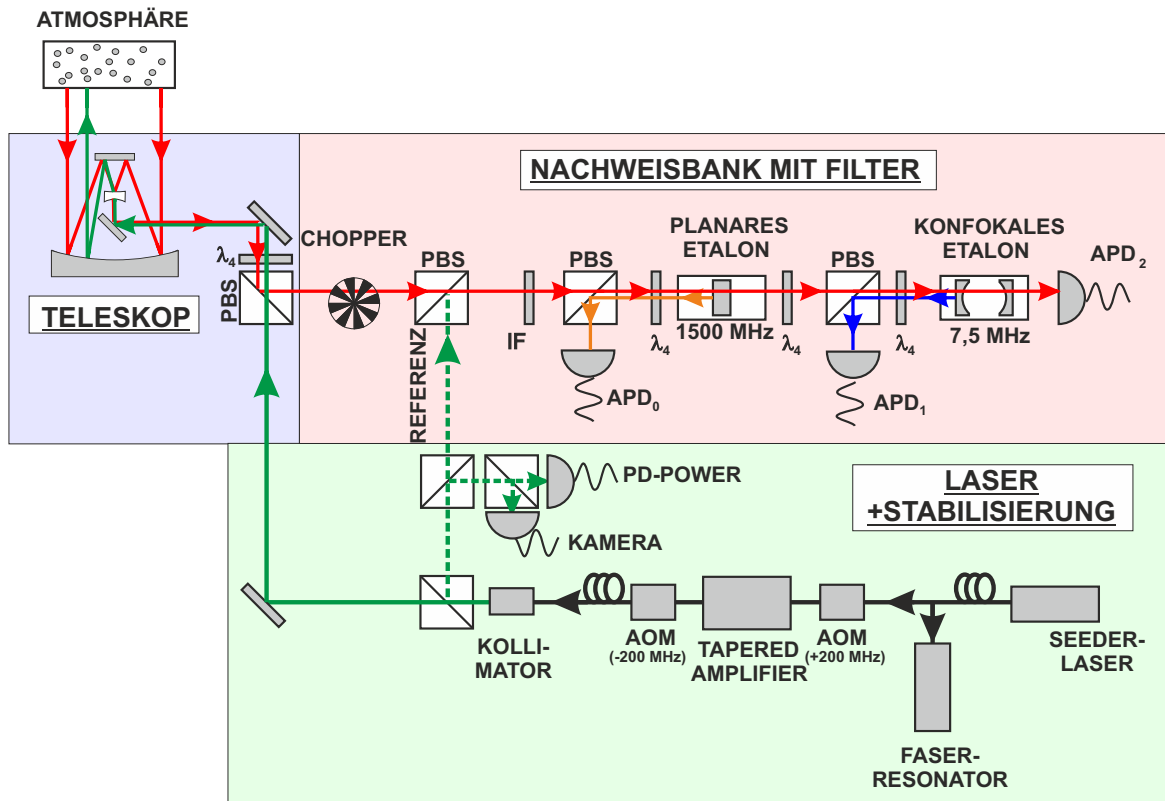 ATMOSPHÄRE
NACHWEISBANK MIT FILTER
TELESKOP
λ4
PBS
CHOPPER
PBS
REFERENZ
IF
PBS
APD0
λ4
PLANARES
ETALON
1500 MHz
λ4
PBS
APD1
λ4
KONFOKALES
ETALON
7,5 MHz
APD2
LASER
+STABILISIERUNG
PD-POWER
KAMERA
KOLLI-
MATOR
AOM
(-200 MHz)
TAPERED
AMPLIFIER
AOM
(+200 MHz)
SEEDER-
LASER
FASER-
RESONATOR